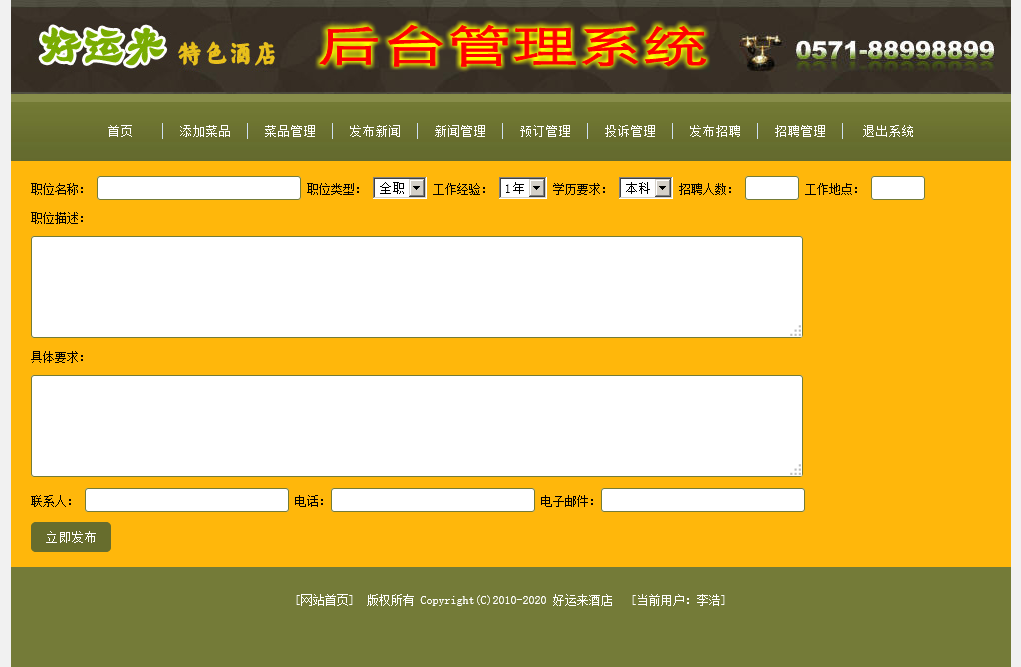 好运来 特色酒店 后台管理系统 0571-88998899
首页 | 添加菜品 | 菜品管理 | 发布新闻 | 新闻管理 | 预订管理 | 投诉管理 | 发布招聘 | 招聘管理 | 退出系统
职位名称： 职位类型： 全职 工作经验： 1年 学历要求： 本科 招聘人数： 工作地点：
职位描述：
具体要求：
联系人： 电话： 电子邮件：
立即发布
[网站首页] 版权所有 Copyright(C)2010-2020 好运来酒店 [当前用户：李浩]